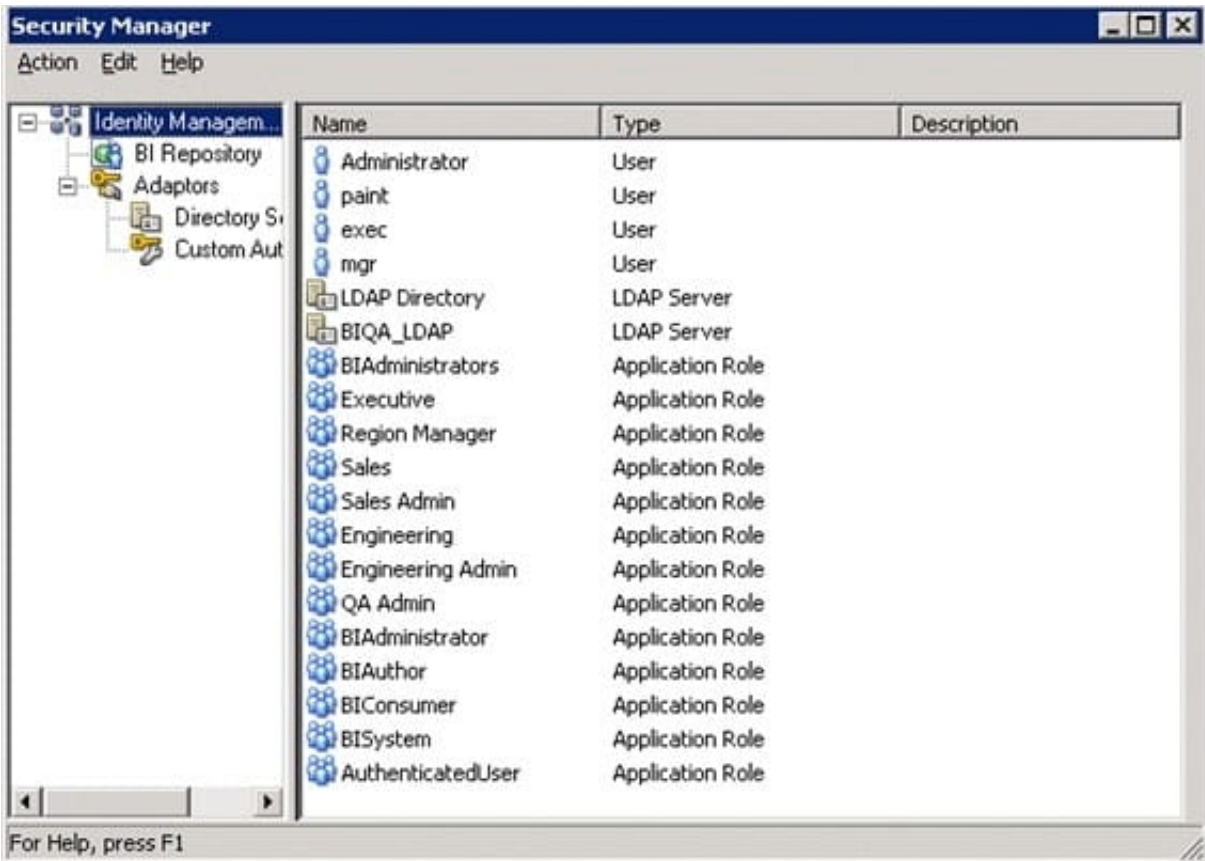 Security Manager
Action Edit Help
Identity Managem...
BI Repository
Adaptors
Directory S
Custom Aut
Name Type Description
Administrator User
paint User
exec User
mgr User
LDAP Directory LDAP Server
BIQA_LDAP LDAP Server
BIAdministrators Application Role
Executive Application Role
Region Manager Application Role
Sales Application Role
Sales Admin Application Role
Engineering Application Role
Engineering Admin Application Role
QA Admin Application Role
BIAdministrator Application Role
BIAuthor Application Role
BIConsumer Application Role
BISystem Application Role
AuthenticatedUser Application Role
For Help, press F1